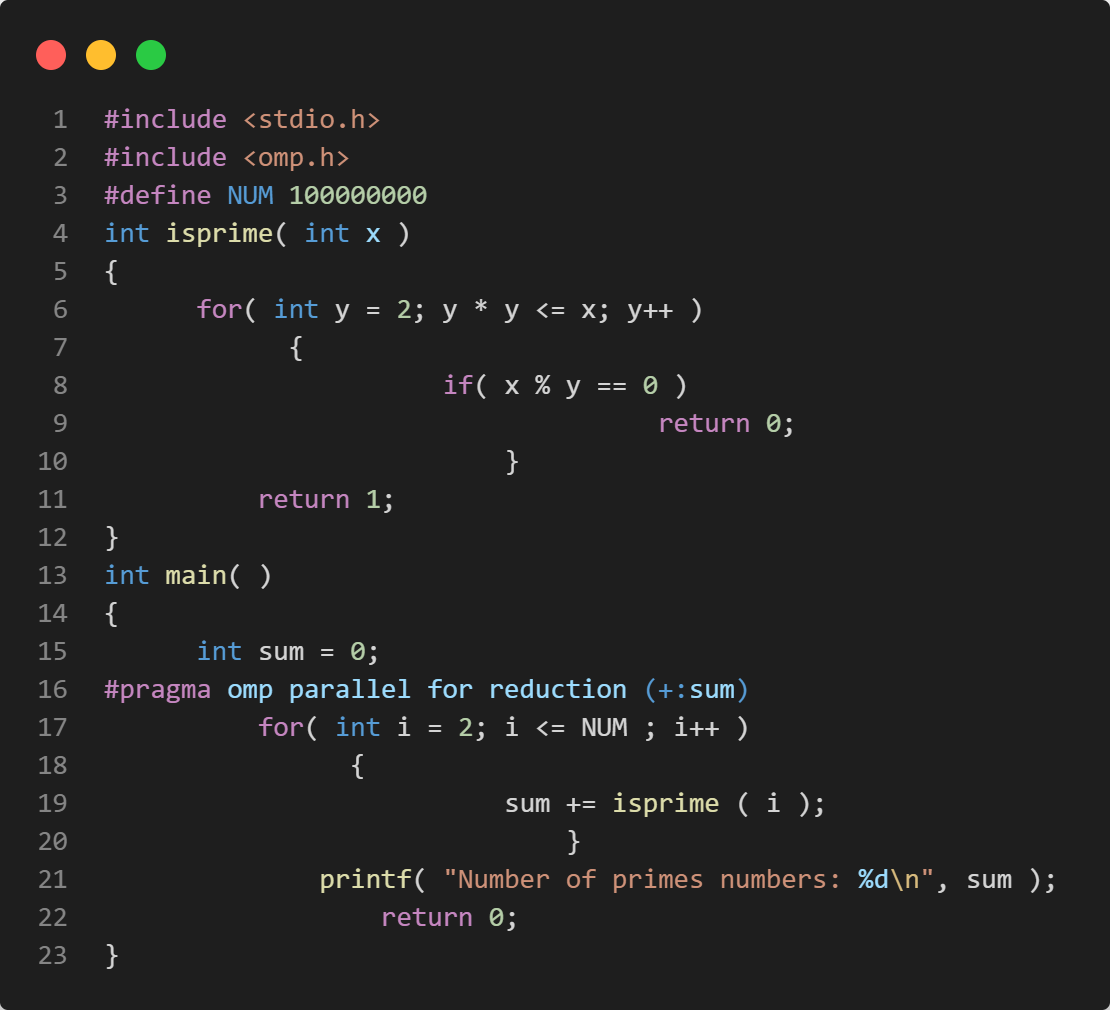 1 #include <stdio.h>
2 #include <omp.h>
3 #define NUM 100000000
4 int isprime( int x )
5 {
6       for( int y = 2; y * y <= x; y++ )
7             {
8                       if( x % y == 0 )
9                                     return 0;
10                           }
11           return 1;
12 }
13 int main( )
14 {
15       int sum = 0;
16 #pragma omp parallel for reduction (+:sum)
17           for( int i = 2; i <= NUM ; i++ )
18                 {
19                           sum += isprime ( i );
20                               }
21               printf( "Number of primes numbers: %d\n", sum );
22                   return 0;
23 }